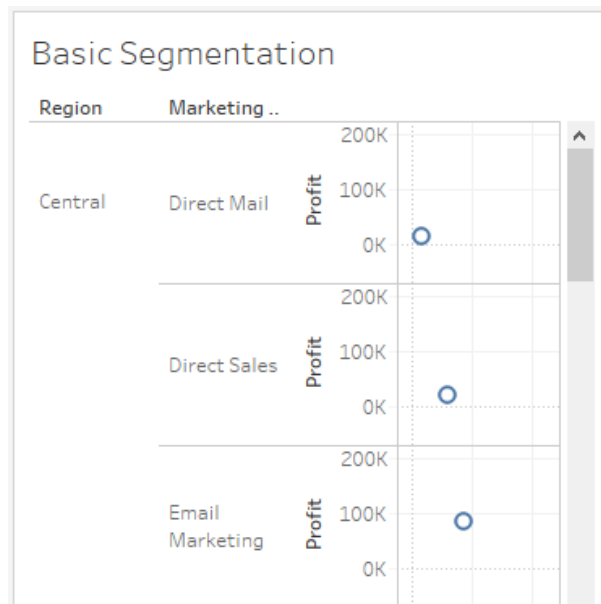 Basic Segmentation
Region Marketing ..
200K
Central Direct Mail Profit 100K
0K
200K
Direct Sales Profit 100K
0K
200K
Email
Marketing Profit 100K
0K